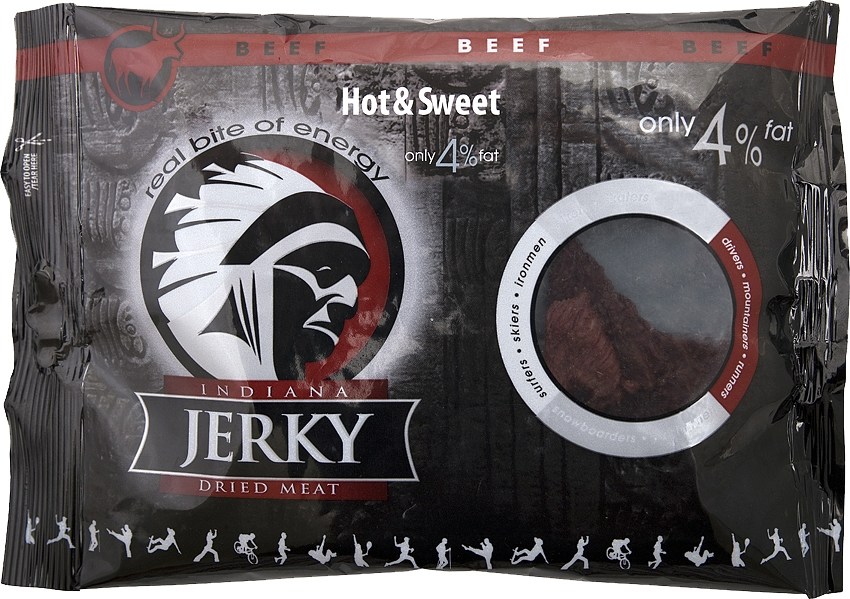 BEEF BEEF BEEF
Hot & Sweet
only 4% fat
real bite of energy
only 4% fat
EASY TO OPEN
/TEAR HERE
surfers • skiers • ironmen
drivers • mountainers • runners
snowboarders
INDIANA
JERKY
DRIED MEAT